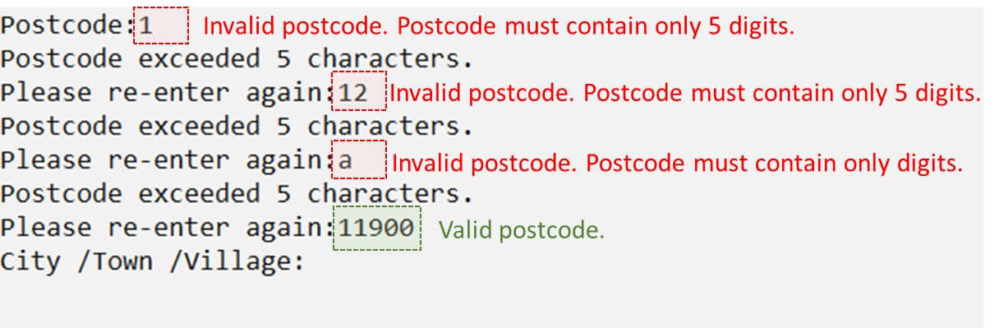 Postcode:1 Invalid postcode. Postcode must contain only 5 digits.
Postcode exceeded 5 characters.
Please re-enter again:12 Invalid postcode. Postcode must contain only 5 digits.
Postcode exceeded 5 characters.
Please re-enter again:a Invalid postcode. Postcode must contain only digits.
Postcode exceeded 5 characters.
Please re-enter again:11900 Valid postcode.
City /Town /Village: